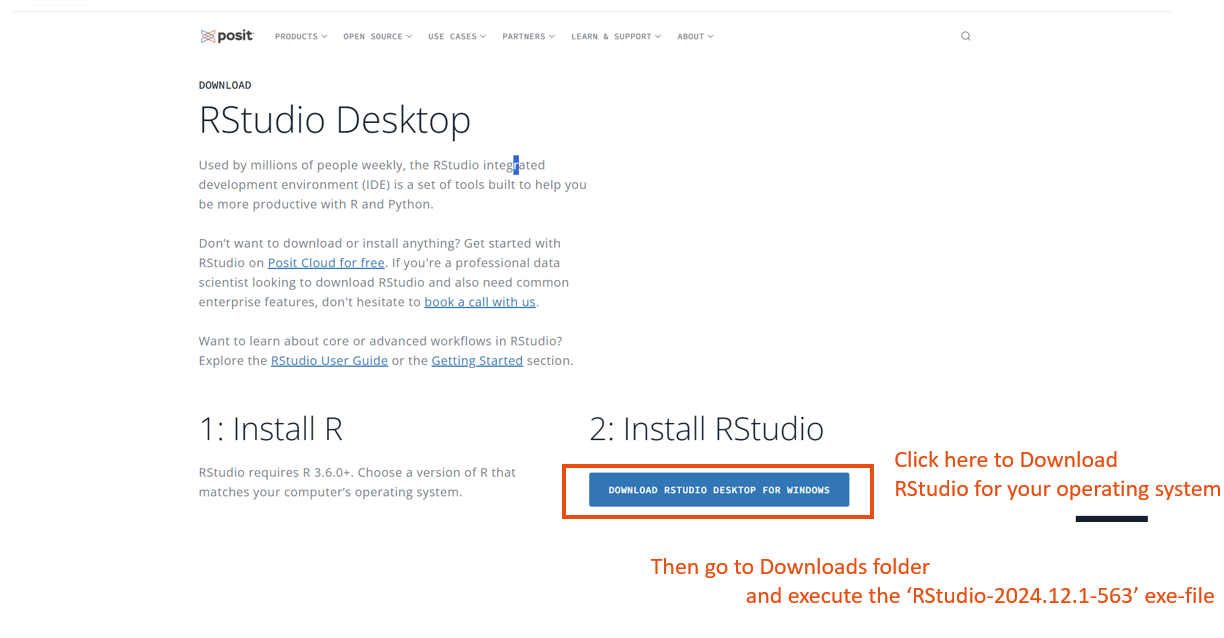 posit
PRODUCTS OPEN SOURCE USE CASES PARTNERS LEARN & SUPPORT ABOUT
DOWNLOAD
RStudio Desktop
Used by millions of people weekly, the RStudio integrated
development environment (IDE) is a set of tools built to help you
be more productive with R and Python.
Don’t want to download or install anything? Get started with
RStudio on Posit Cloud for free. If you're a professional data
scientist looking to download RStudio and also need common
enterprise features, don't hesitate to book a call with us.
Want to learn about core or advanced workflows in RStudio?
Explore the RStudio User Guide or the Getting Started section.
1: Install R
RStudio requires R 3.6.0+. Choose a version of R that
matches your computer’s operating system.
2: Install RStudio
DOWNLOAD RSTUDIO DESKTOP FOR WINDOWS
Click here to Download
RStudio for your operating system
Then go to Downloads folder
and execute the ‘RStudio-2024.12.1-563’ exe-file